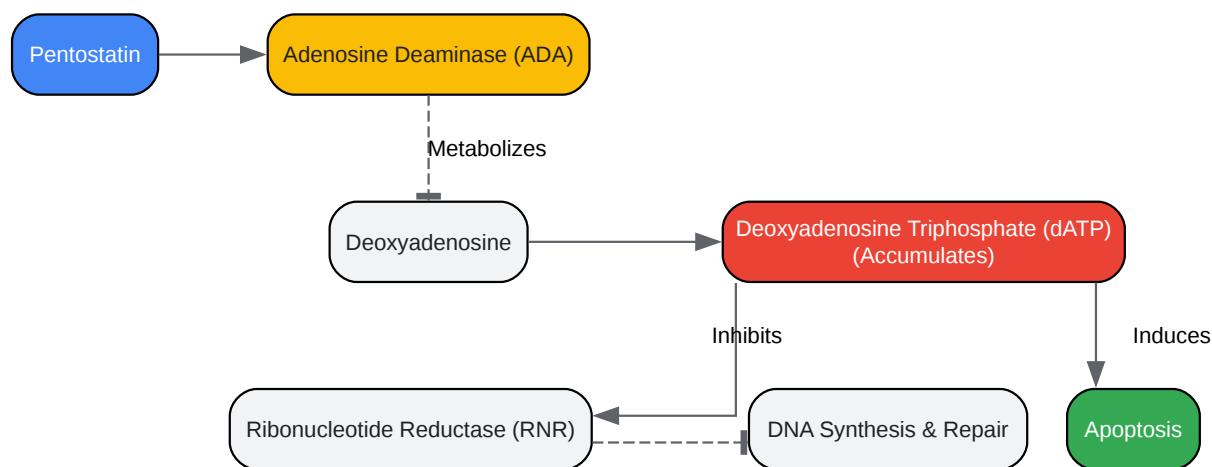 Pentostatin
Adenosine Deaminase (ADA)
Metabolizes
Deoxyadenosine
Deoxyadenosine Triphosphate (dATP)
(Accumulates)
Inhibits
Induces
Ribonucleotide Reductase (RNR)
DNA Synthesis & Repair
Apoptosis